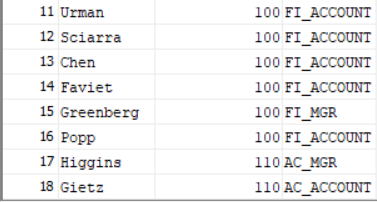 11 Urman 100 FI_ACCOUNT
12 Sciarra 100 FI_ACCOUNT
13 Chen 100 FI_ACCOUNT
14 Faviet 100 FI_ACCOUNT
15 Greenberg 100 FI_MGR
16 Popp 100 FI_ACCOUNT
17 Higgins 110 AC_MGR
18 Gietz 110 AC_ACCOUNT